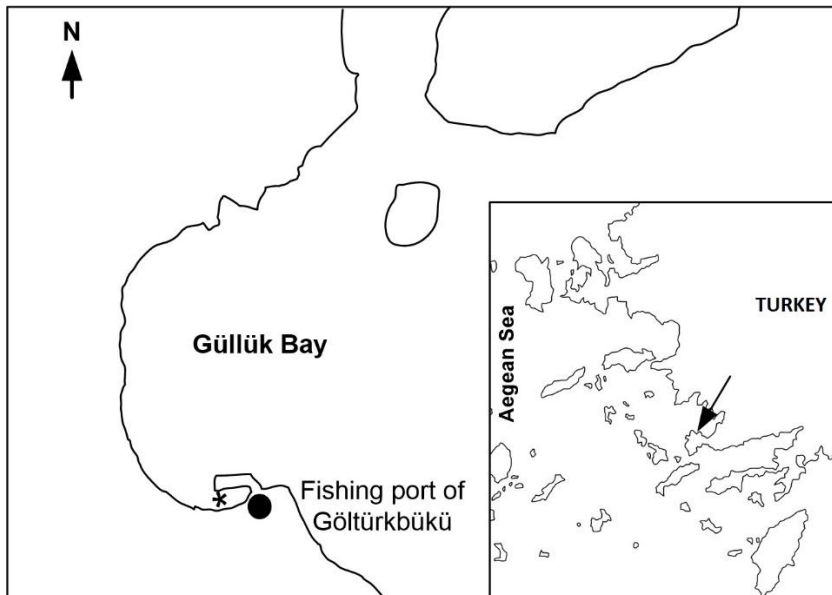 N
Güllük Bay
Fishing port of
Göltürkbükü
*
TURKEY
Aegean Sea